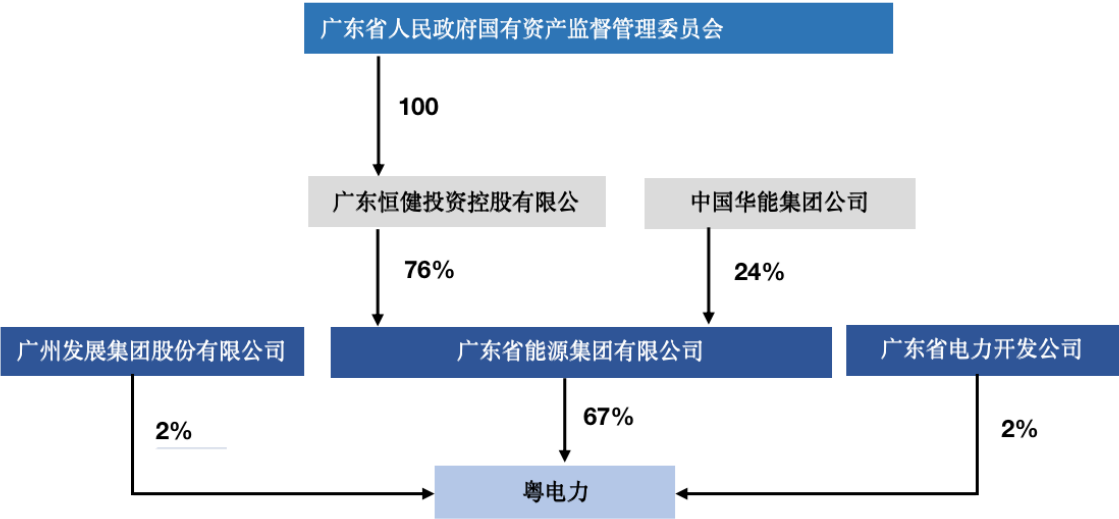 广东省人民政府国有资产监督管理委员会
100
广东恒健投资控股有限公
中国华能集团公司
76%
24%
广州发展集团股份有限公司
广东省能源集团有限公司
广东省电力开发公司
2%
67%
2%
粤电力